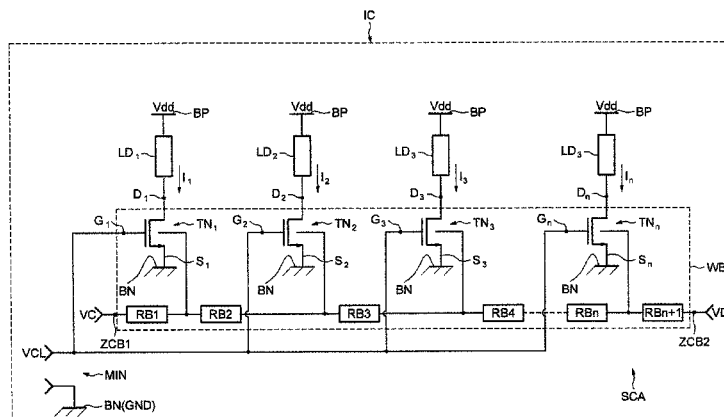 IC
Vdd BP Vdd BP Vdd BP Vdd BP
LD1 I1 LD2 I2 LD3 I3 LD3 In
D1 D2 D3 Dn
G1 TN1 G2 TN2 G3 TN3 Gn TNn
S1 S2 S3 Sn
BN BN BN BN WB
VC RB1 RB2 RB3 RB4 RBn RBn+1 VD
ZCB1 ZCB2
VCL
MIN SCA
BN(GND)